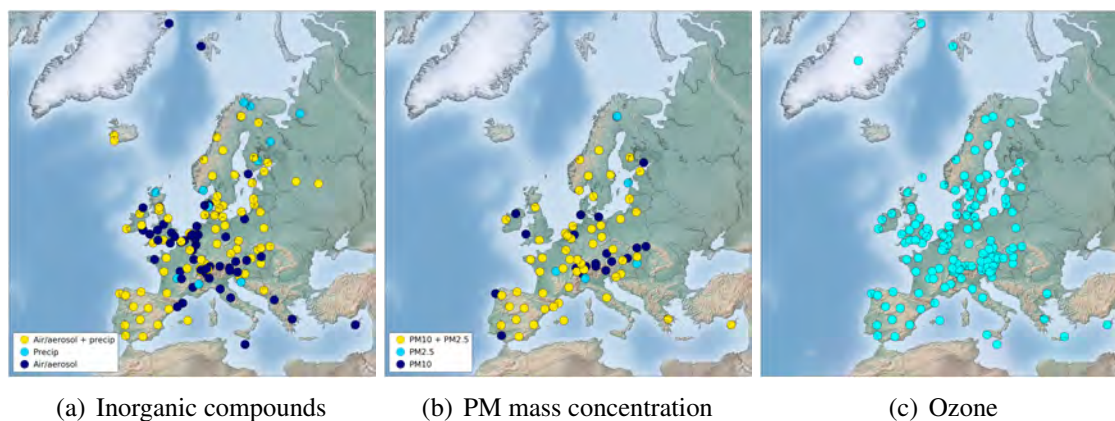 Air/aerosol + precip
Precip
Air/aerosol
PM10 + PM2.5
PM2.5
PM10
(a) Inorganic compounds
(b) PM mass concentration
(c) Ozone